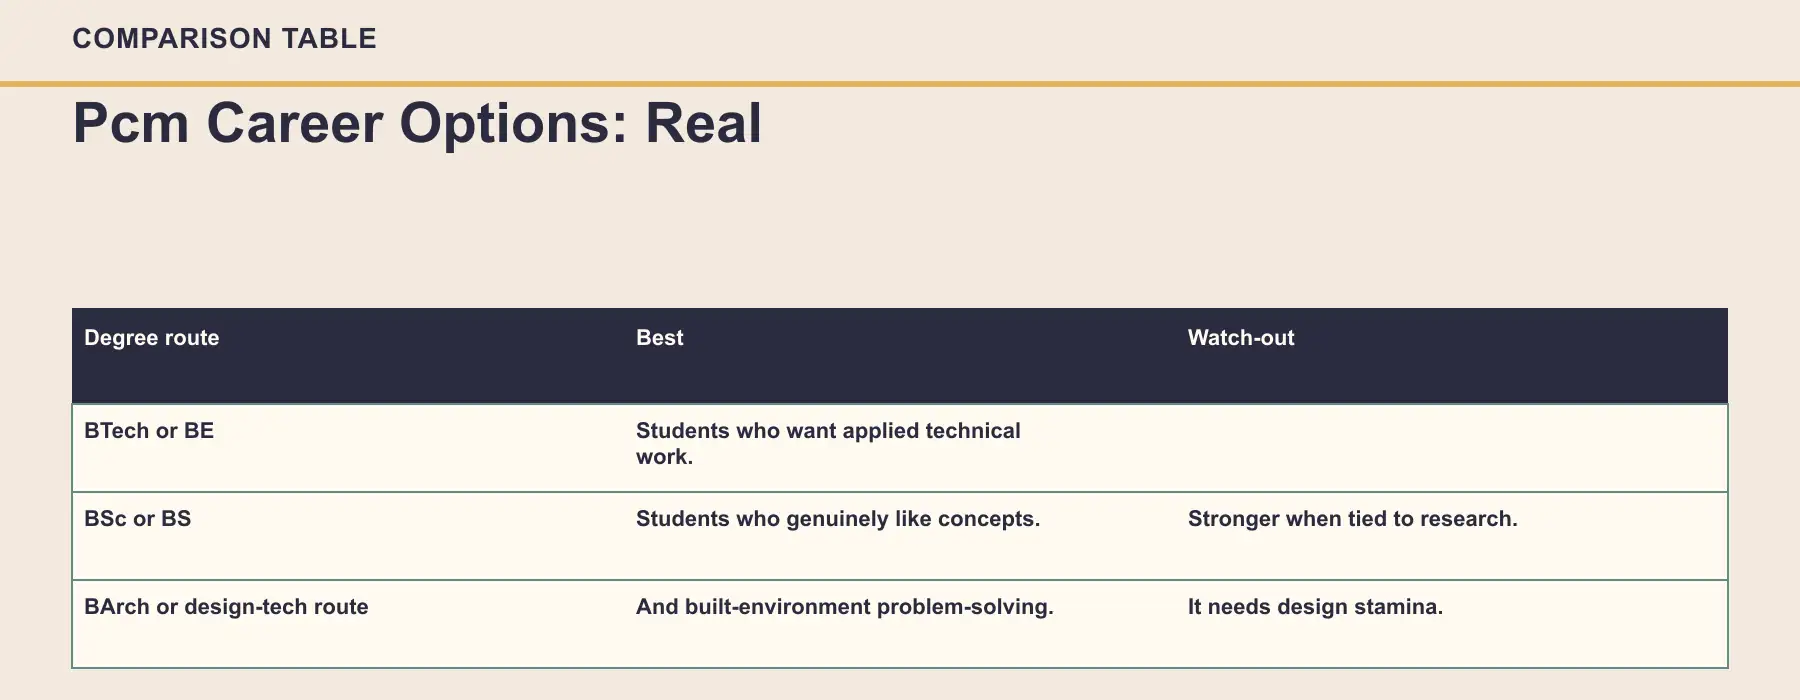 COMPARISON TABLE
Pcm Career Options: Real
Degree route
Best
Watch-out
BTech or BE
Students who want applied technical
work.
BSc or BS
Students who genuinely like concepts.
Stronger when tied to research.
BArch or design-tech route
And built-environment problem-solving.
It needs design stamina.